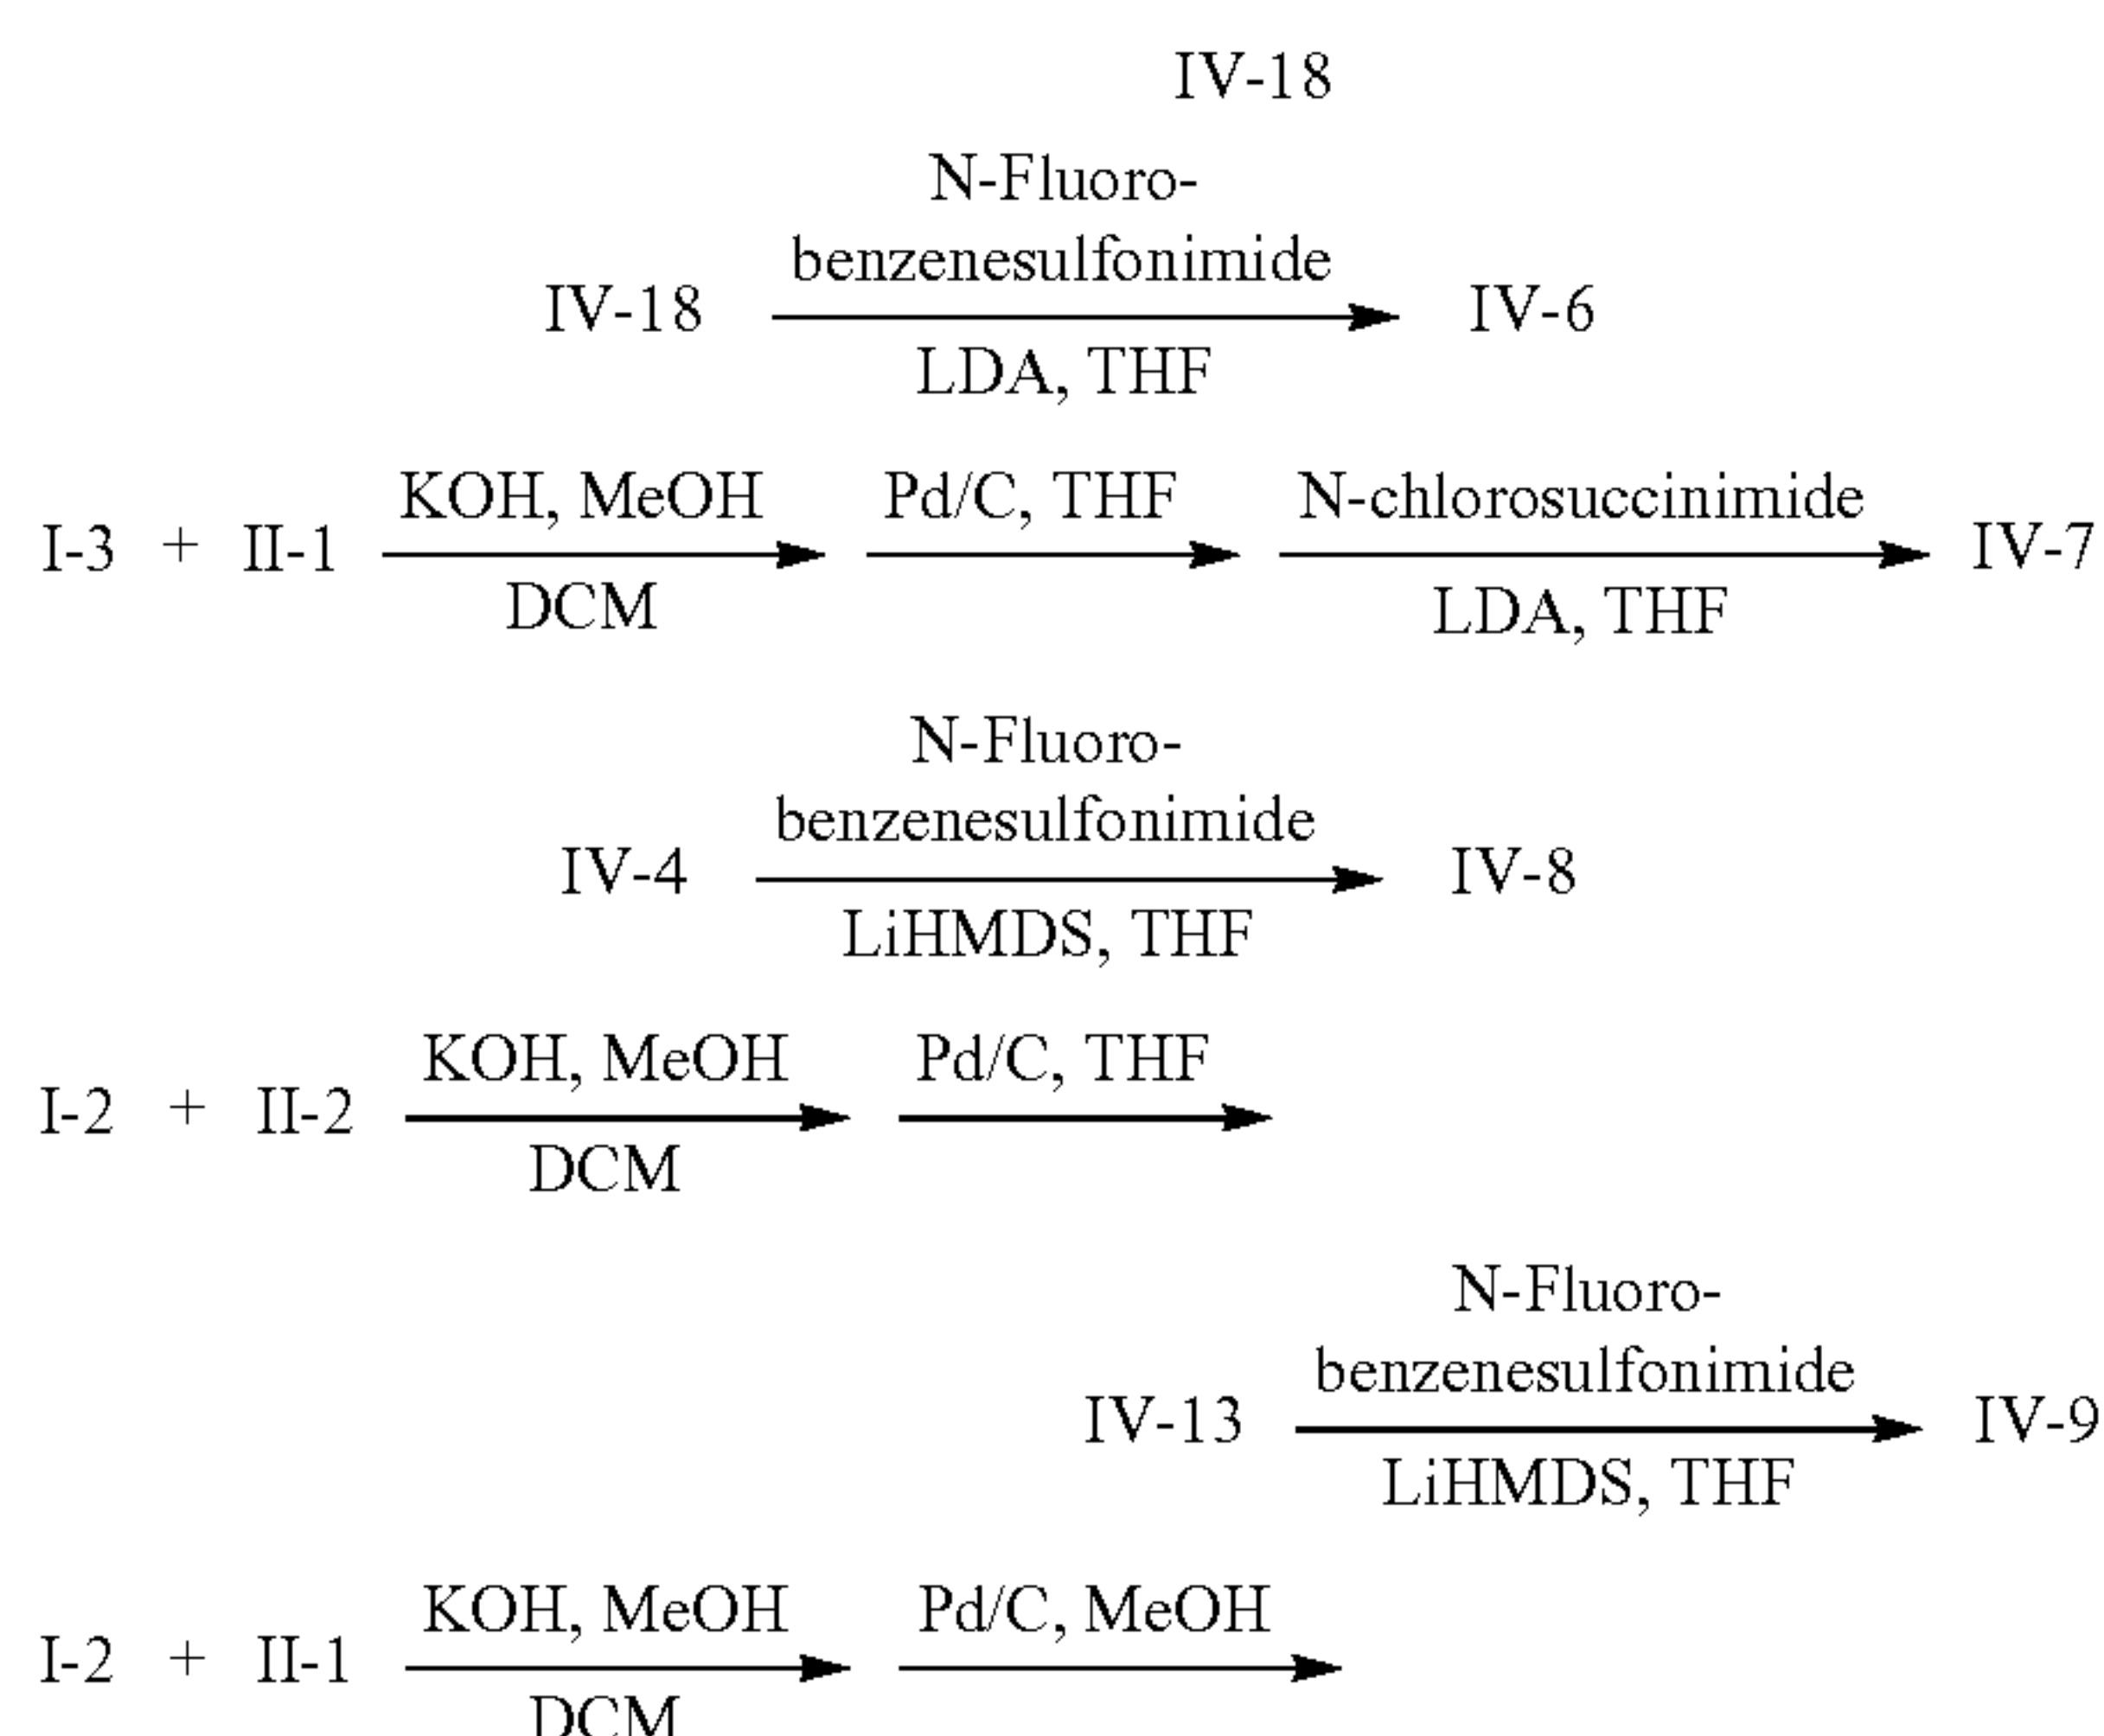 IV-18
N-Fluoro-
benzenesulfonimide
IV-18 IV-6
LDA, THF
KOH, MeOH Pd/C, THF N-chlorosuccinimide
I-3 + II-1 IV-7
DCM LDA, THF
N-Fluoro-
benzenesulfonimide
IV-4 IV-8
LiHMDS, THF
KOH, MeOH Pd/C, THF
I-2 + II-2
DCM
N-Fluoro-
benzenesulfonimide
IV-13 IV-9
LiHMDS, THF
KOH, MeOH Pd/C, MeOH
I-2 + II-1
DCM